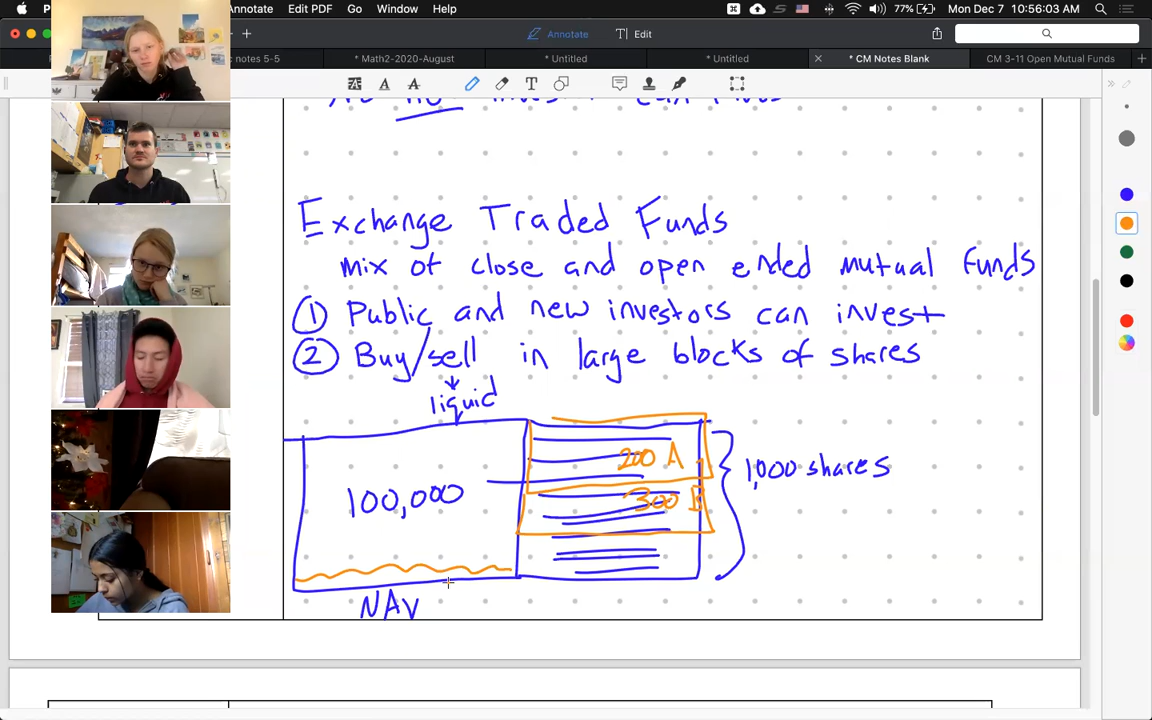 Annotate Edit PDF Go Window Help 77% Mon Dec 7 10:56:03 AM
Annotate Edit
c notes 5-5 * Math2-2020-August * Untitled * Untitled * CM Notes Blank CM 3-11 Open Mutual Funds
Exchange Traded Funds
mix of close and open ended mutual funds
1 Public and new investors can invest
2 Buy/sell in large blocks of shares
liquid
200 A
1,000 shares
100,000
300 B
NAV